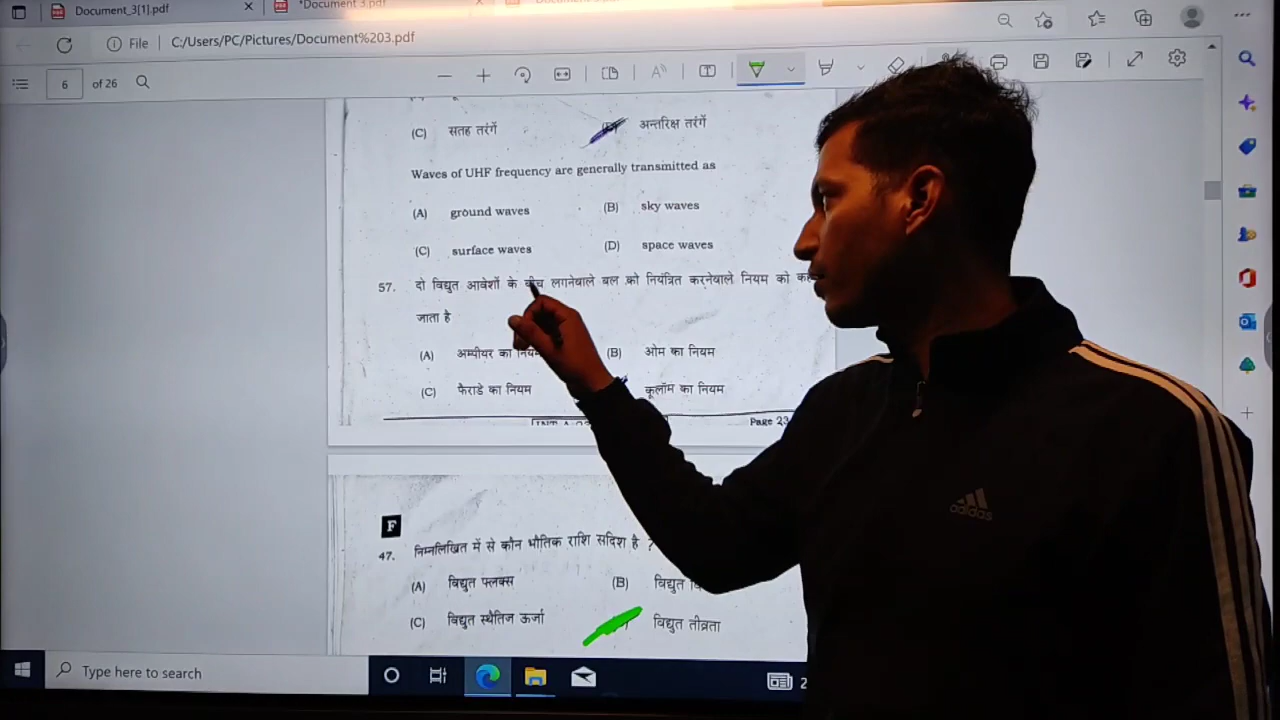 Document_3[1].pdf
*Document 3.pdf
File
C:/Users/PC/Pictures/Document%203.pdf
6 of 26
(C) सतह तरंगें अन्तरिक्ष तरंगें
Waves of UHF frequency are generally transmitted as
(A) ground waves (B) sky waves
(C) surface waves (D) space waves
57. दो विद्युत आवेशों के बीच लगनेवाले बल को नियंत्रित करनेवाले नियम को
जाता है
(A) अम्पीयर का नियम (B) ओम का नियम
(C) फैराडे का नियम कूलॉम का नियम
Page 23
F
47. निम्नलिखित में से कौन भौतिक राशि सदिश है ?
(A) विद्युत फ्लक्स (B) विद्युत
(C) विद्युत स्थैतिज ऊर्जा विद्युत तीव्रता
Type here to search
adidas